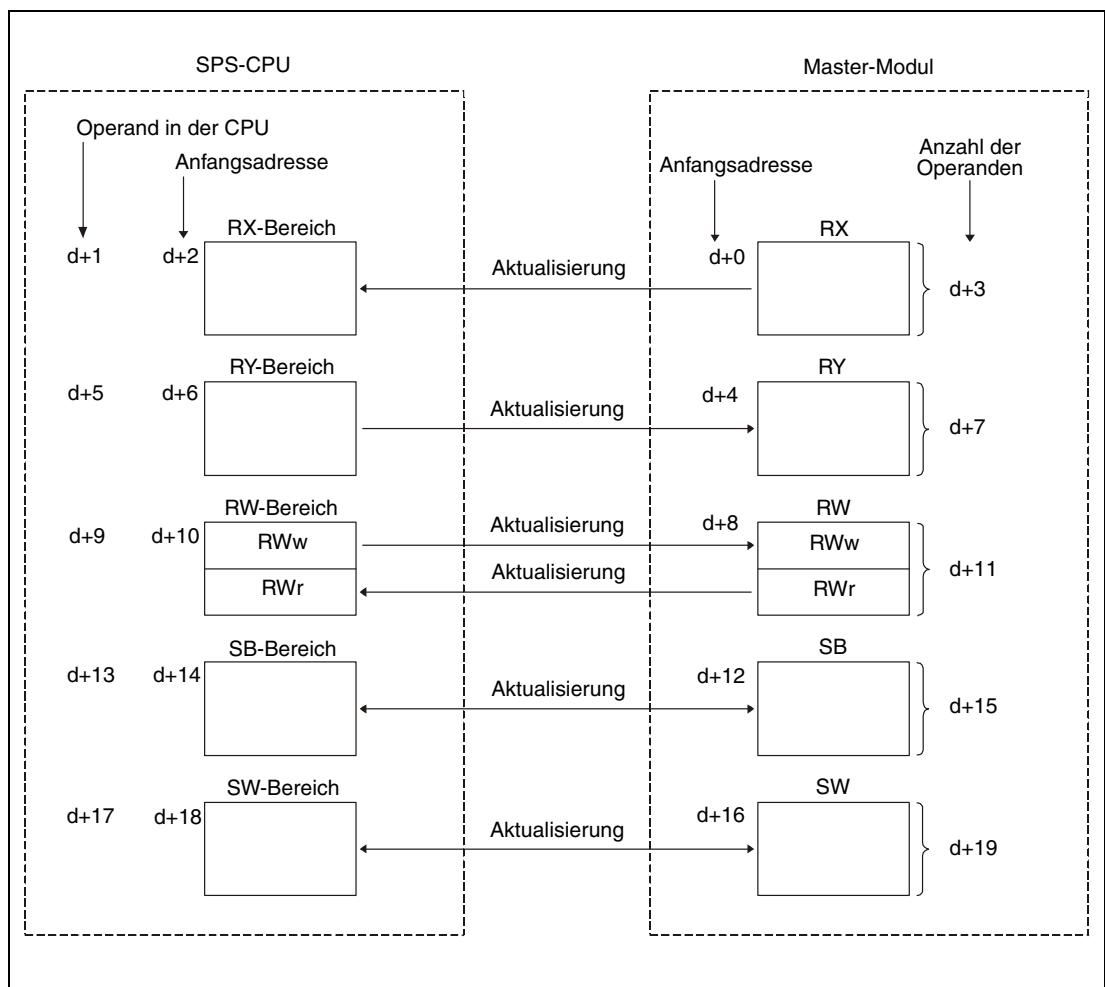 SPS-CPU
Master-Modul
Operand in der CPU
Anfangsadresse
Anfangsadresse
Anzahl der
Operanden
RX-Bereich
RX
d+1
d+2
Aktualisierung
d+0
d+3
RY-Bereich
RY
d+5
d+6
Aktualisierung
d+4
d+7
RW-Bereich
RW
d+9
d+10
RWw
Aktualisierung
d+8
RWw
RWr
Aktualisierung
RWr
d+11
SB-Bereich
SB
d+13
d+14
Aktualisierung
d+12
d+15
SW-Bereich
SW
d+17
d+18
Aktualisierung
d+16
d+19